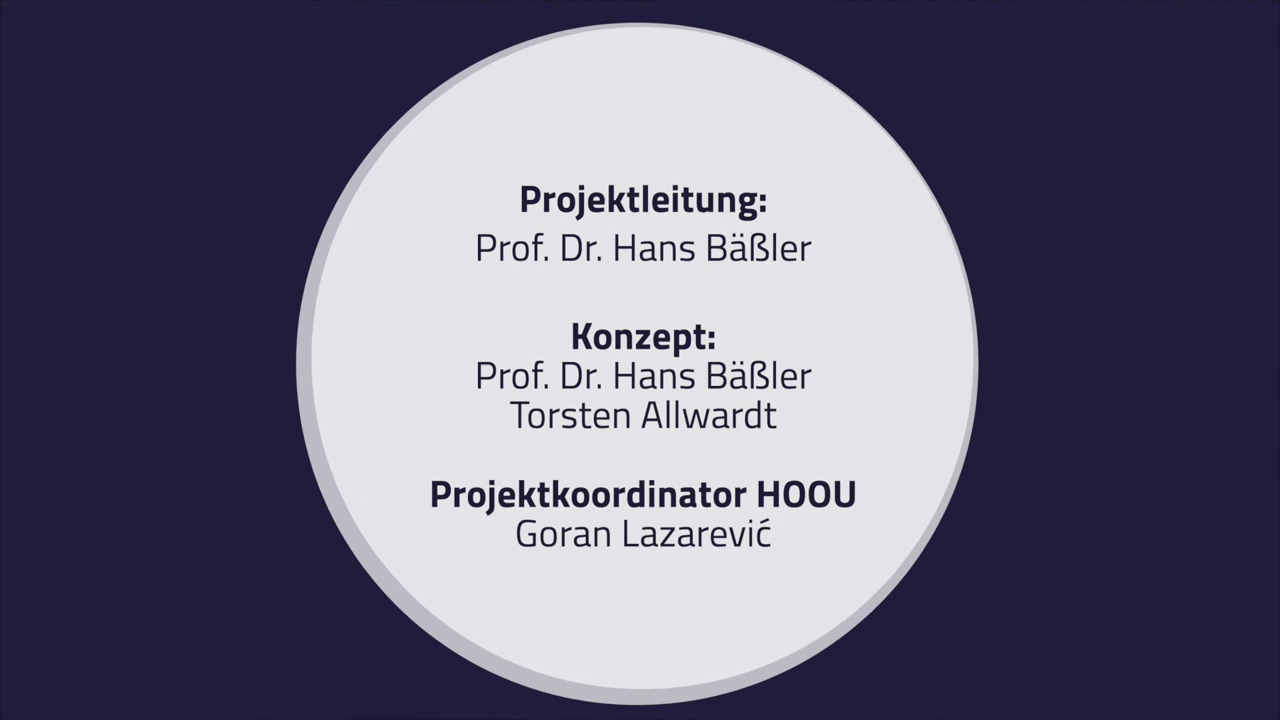 Projektleitung:
Prof. Dr. Hans Bäßler
Konzept:
Prof. Dr. Hans Bäßler
Torsten Allwardt
Projektkoordinator HOOU
Goran Lazarević